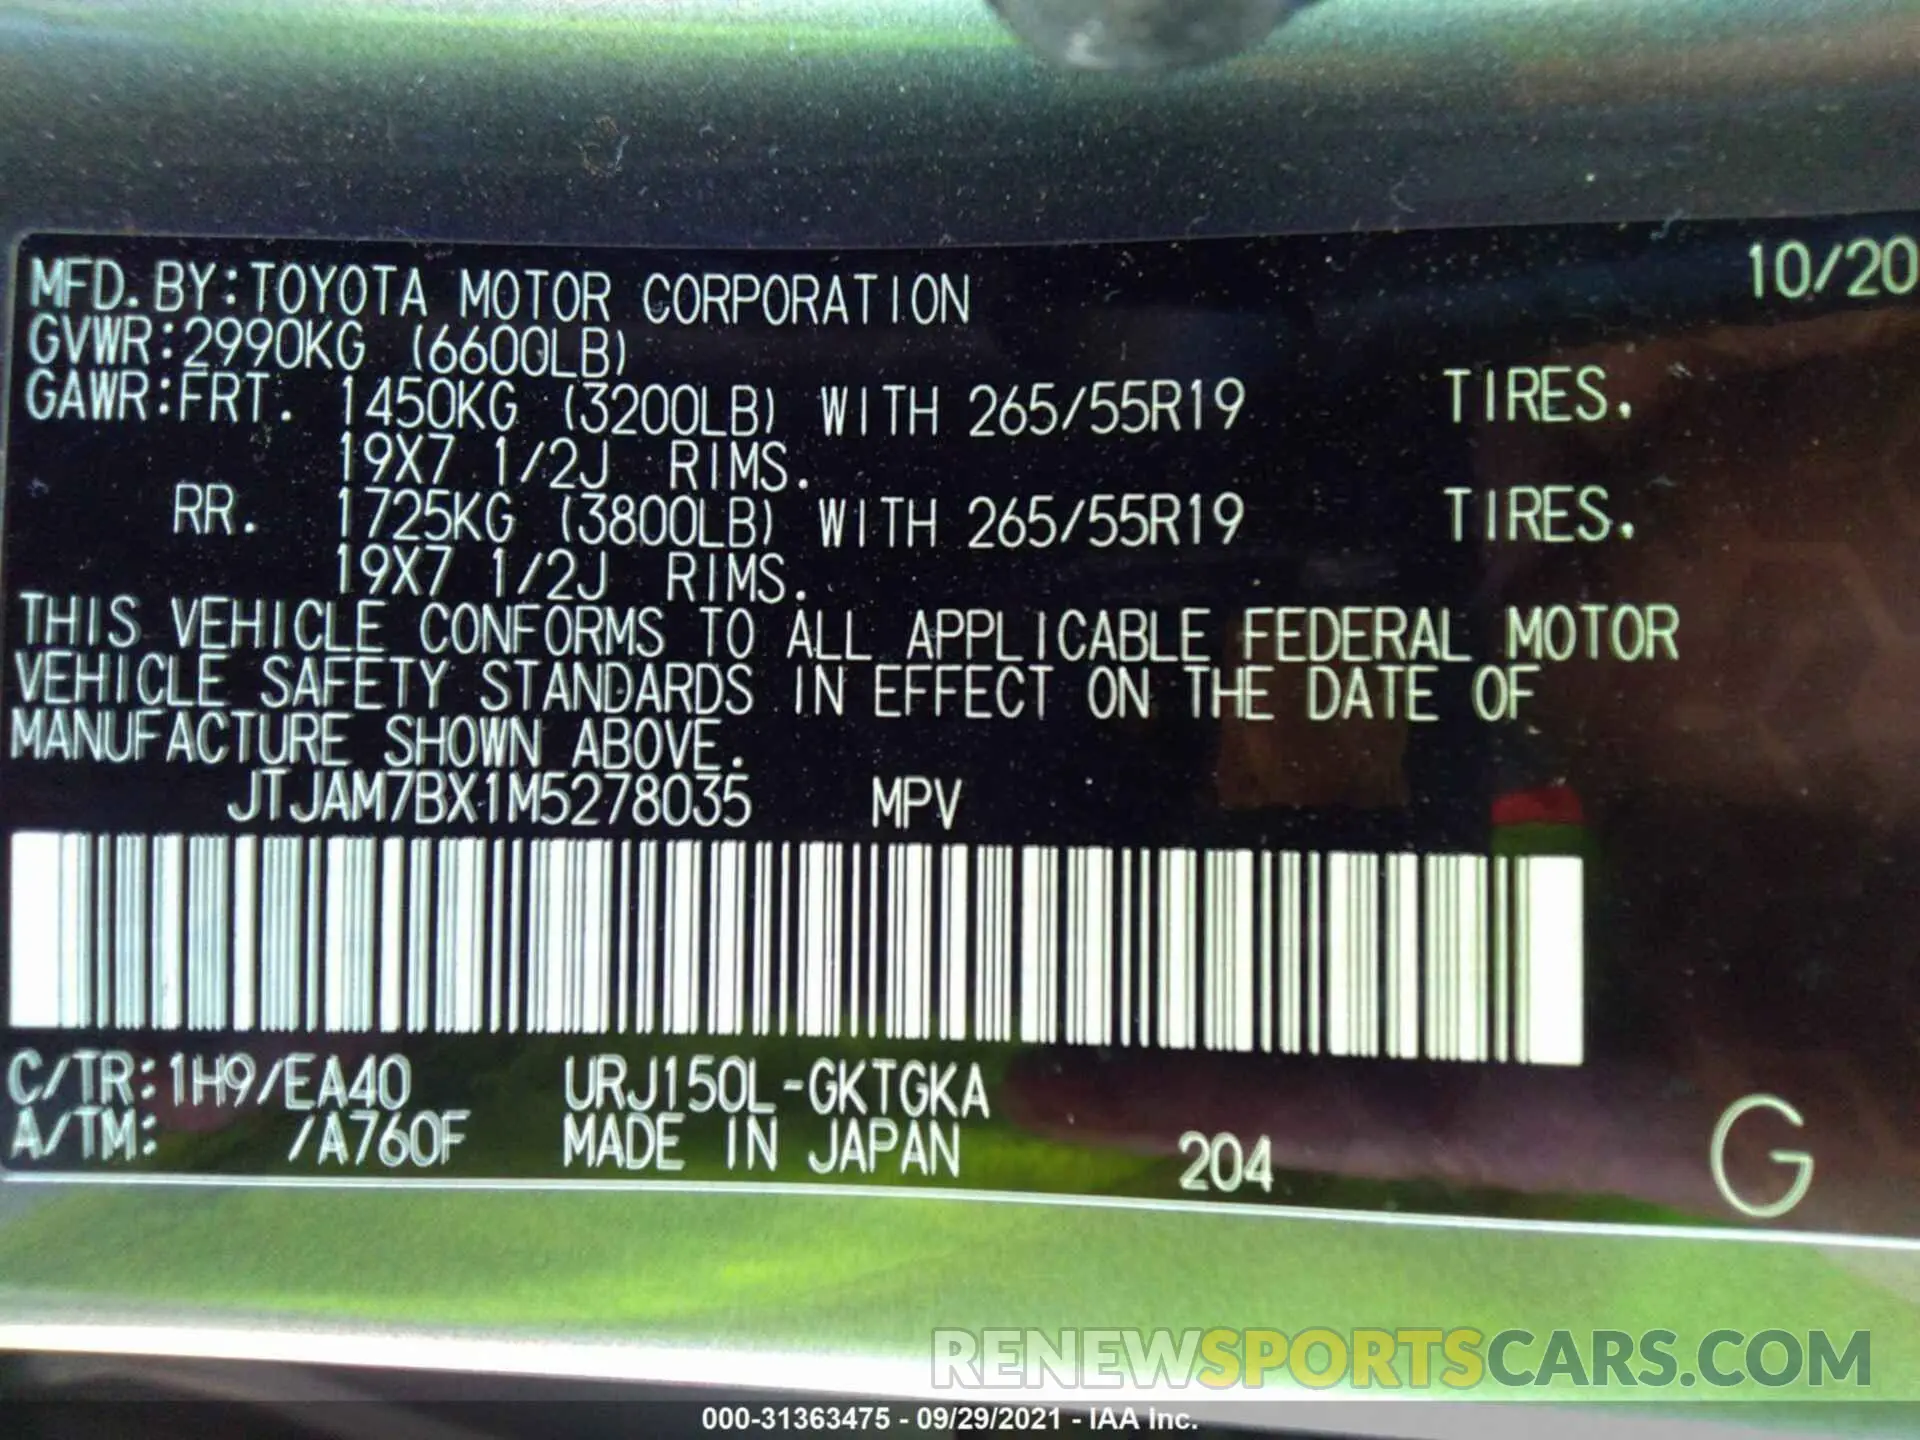 MFD.BY:TOYOTA MOTOR CORPORATION 10/20
GVWR:2990KG (6600LB)
GAWR:FRT. 1450KG (3200LB) WITH 265/55R19 TIRES.
19X7 1/2J RIMS.
RR. 1725KG (3800LB) WITH 265/55R19 TIRES.
19X7 1/2J RIMS.
THIS VEHICLE CONFORMS TO ALL APPLICABLE FEDERAL MOTOR
VEHICLE SAFETY STANDARDS IN EFFECT ON THE DATE OF
MANUFACTURE SHOWN ABOVE.
JTJAM7BX1M5278035 MPV
C/TR:1H9/EA40 URJ150L-GKTGKA
A/TM: /A760F MADE IN JAPAN 204 G
RENEWSPORTSCARS.COM
000-31363475 - 09/29/2021 - IAA Inc.